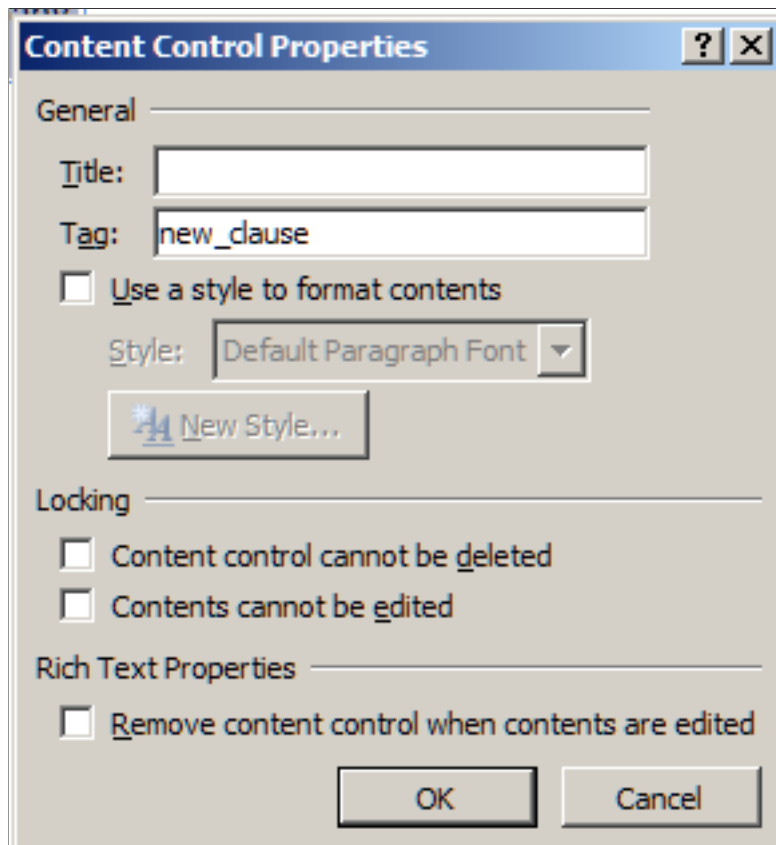 Content Control Properties
General
Title:
Tag: new_clause
Use a style to format contents
Style: Default Paragraph Font
New Style...
Locking
Content control cannot be deleted
Contents cannot be edited
Rich Text Properties
Remove content control when contents are edited
OK Cancel